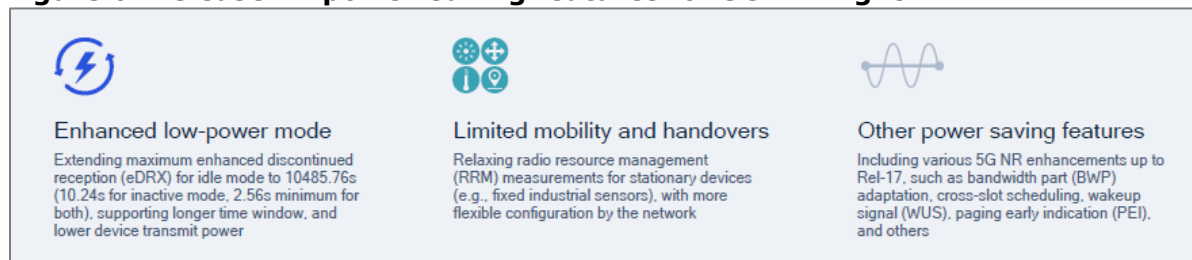 Enhanced low-power mode
Extending maximum enhanced discontinued
reception (eDRX) for idle mode to 10485.76s
(10.24s for inactive mode, 2.56s minimum for
both), supporting longer time window, and
lower device transmit power
Limited mobility and handovers
Relaxing radio resource management
(RRM) measurements for stationary devices
(e.g., fixed industrial sensors), with more
flexible configuration by the network
Other power saving features
Including various 5G NR enhancements up to
Rel-17, such as bandwidth part (BWP)
adaptation, cross-slot scheduling, wakeup
signal (WUS), paging early indication (PEI),
and others